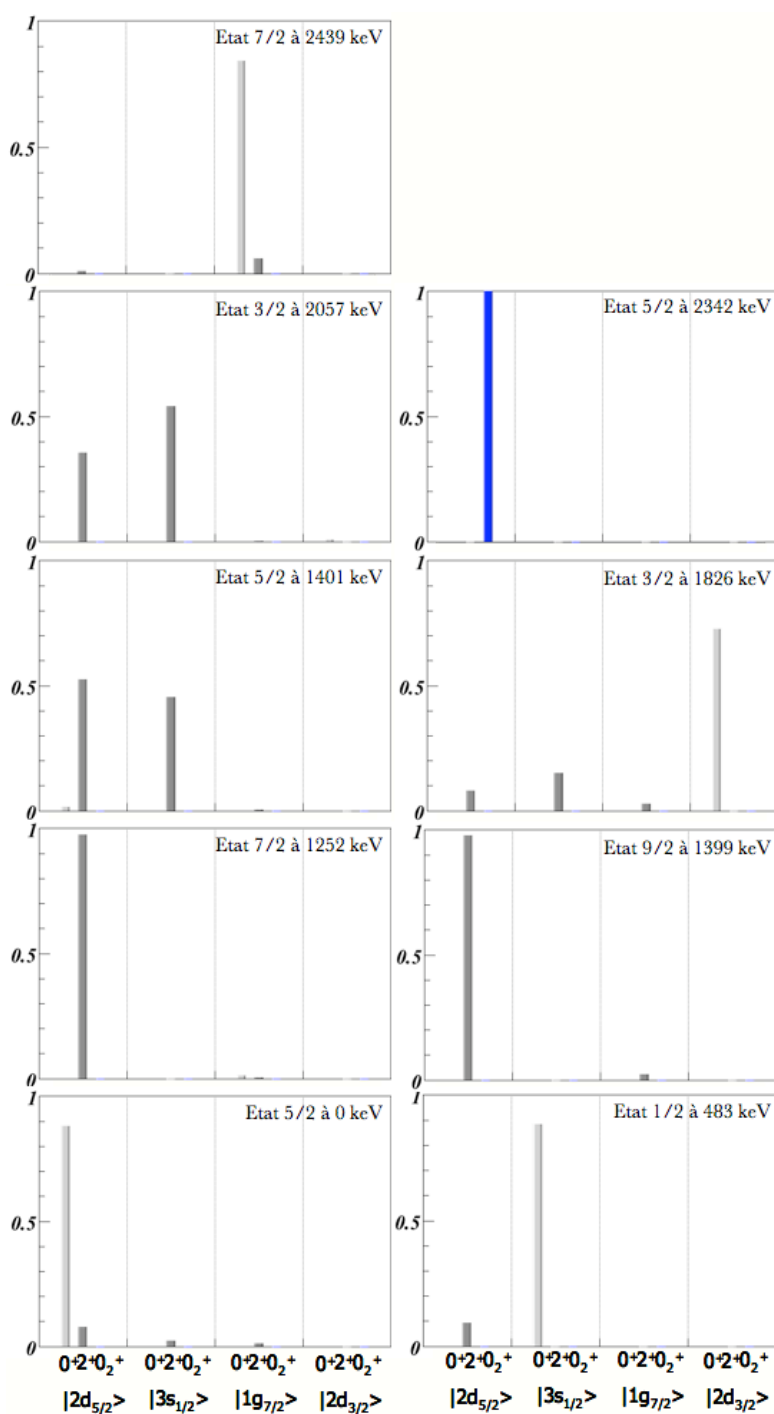 1
Etat 7/2 à 2439 keV
0.5
0
1
Etat 3/2 à 2057 keV
0.5
0
1
Etat 5/2 à 2342 keV
0.5
0
1
Etat 5/2 à 1401 keV
0.5
0
1
Etat 3/2 à 1826 keV
0.5
0
1
Etat 7/2 à 1252 keV
0.5
0
1
Etat 9/2 à 1399 keV
0.5
0
1
Etat 5/2 à 0 keV
0.5
0
1
Etat 1/2 à 483 keV
0.5
0
0⁺2⁺0₂⁺ 0⁺2⁺0₂⁺ 0⁺2⁺0₂⁺ 0⁺2⁺0₂⁺ 0⁺2⁺0₂⁺ 0⁺2⁺0₂⁺ 0⁺2⁺0₂⁺ 0⁺2⁺0₂⁺
|2d₅/₂> |3s₁/₂> |1g₇/₂> |2d₃/₂> |2d₅/₂> |3s₁/₂> |1g₇/₂> |2d₃/₂>